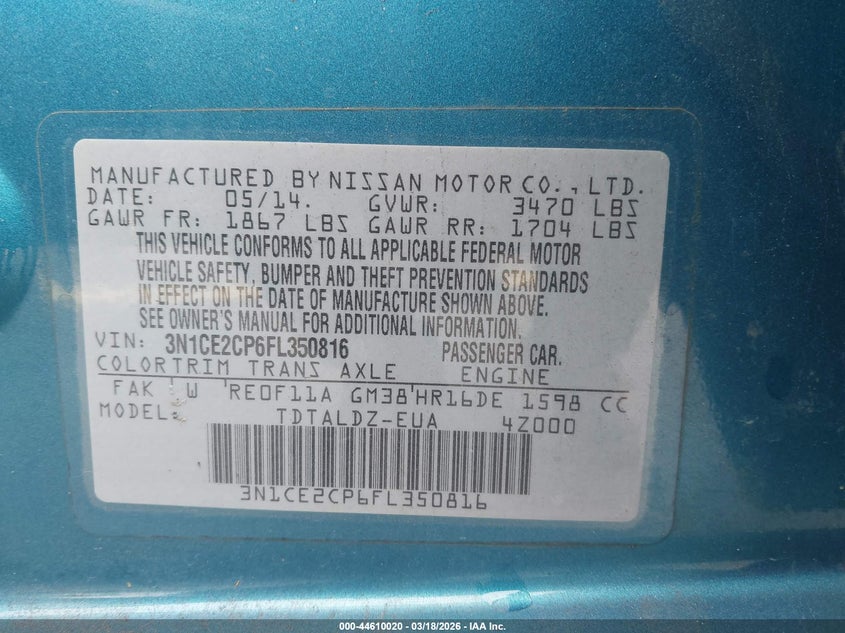 MANUFACTURED BY NISSAN MOTOR CO., LTD.
DATE: 05/14. GVWR: 3470 LBS
GAWR FR: 1867 LBS GAWR RR: 1704 LBS
THIS VEHICLE CONFORMS TO ALL APPLICABLE FEDERAL MOTOR
VEHICLE SAFETY, BUMPER AND THEFT PREVENTION STANDARDS
IN EFFECT ON THE DATE OF MANUFACTURE SHOWN ABOVE.
SEE OWNER'S MANUAL FOR ADDITIONAL INFORMATION.
VIN: 3N1CE2CP6FL350816 PASSENGER CAR.
COLORTRIM TRANS AXLE ENGINE
FAK ' W 'RE0F11A GM38'HR16DE 1598 CC
MODEL: TDTALDZ-EUA 4Z000
3N1CE2CP6FL350816
000-44610020 - 03/18/2026 - IAA Inc.